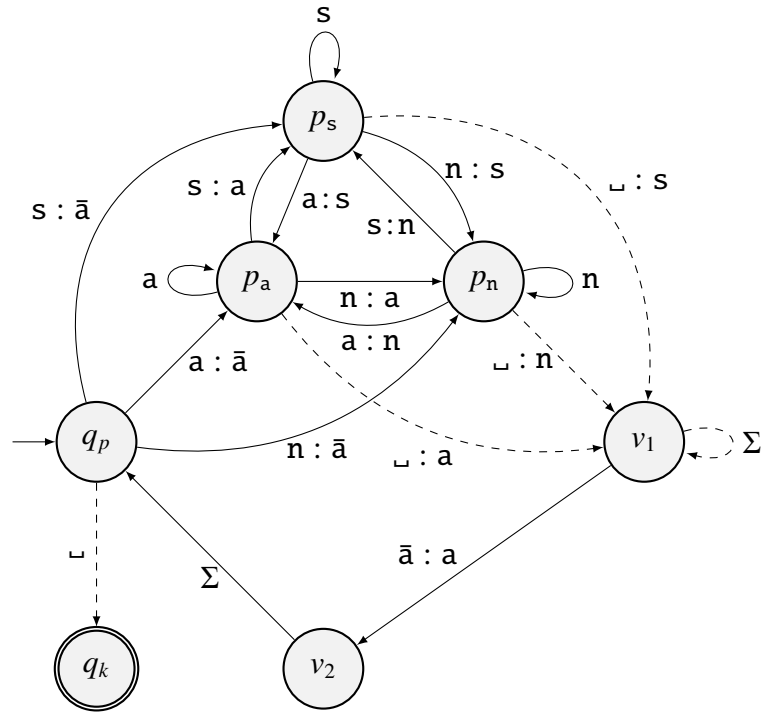 s
p_s
n : s
␣ : s
s : a
a:s
s:n
s : ā
a
p_a
n : a
p_n
n
a : n
a : ā
␣ : n
q_p
n : ā
␣ : a
v_1
Σ
ā : a
␣
Σ
q_k
v_2